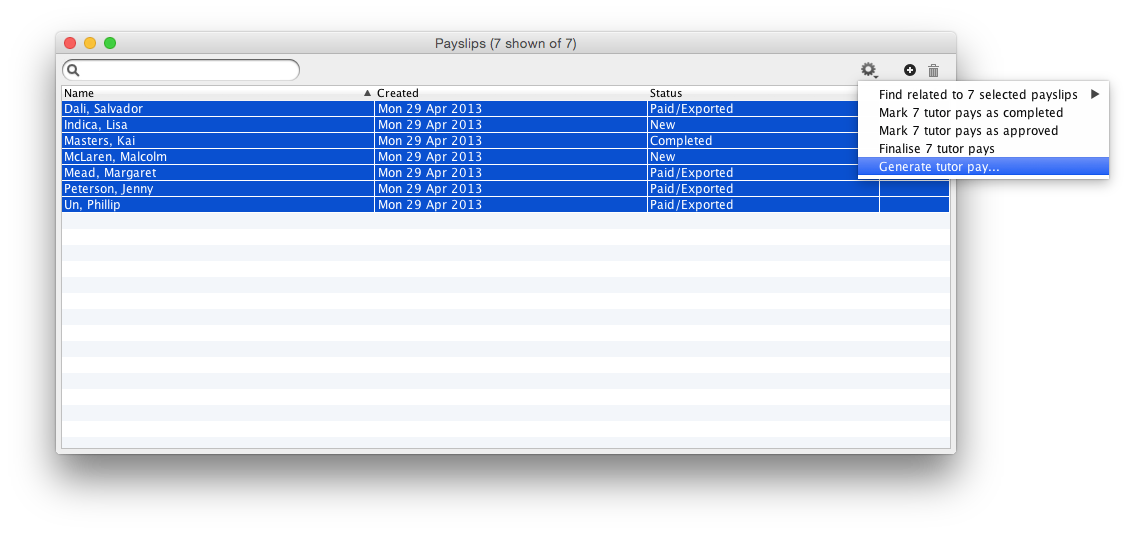 Payslips (7 shown of 7)
Name Created Status
Find related to 7 selected payslips
Mark 7 tutor pays as completed
Mark 7 tutor pays as approved
Finalise 7 tutor pays
Generate tutor pay...
Dali, Salvador Mon 29 Apr 2013 Paid/Exported
Indica, Lisa Mon 29 Apr 2013 New
Masters, Kai Mon 29 Apr 2013 Completed
McLaren, Malcolm Mon 29 Apr 2013 New
Mead, Margaret Mon 29 Apr 2013 Paid/Exported
Peterson, Jenny Mon 29 Apr 2013 Paid/Exported
Un, Phillip Mon 29 Apr 2013 Paid/Exported